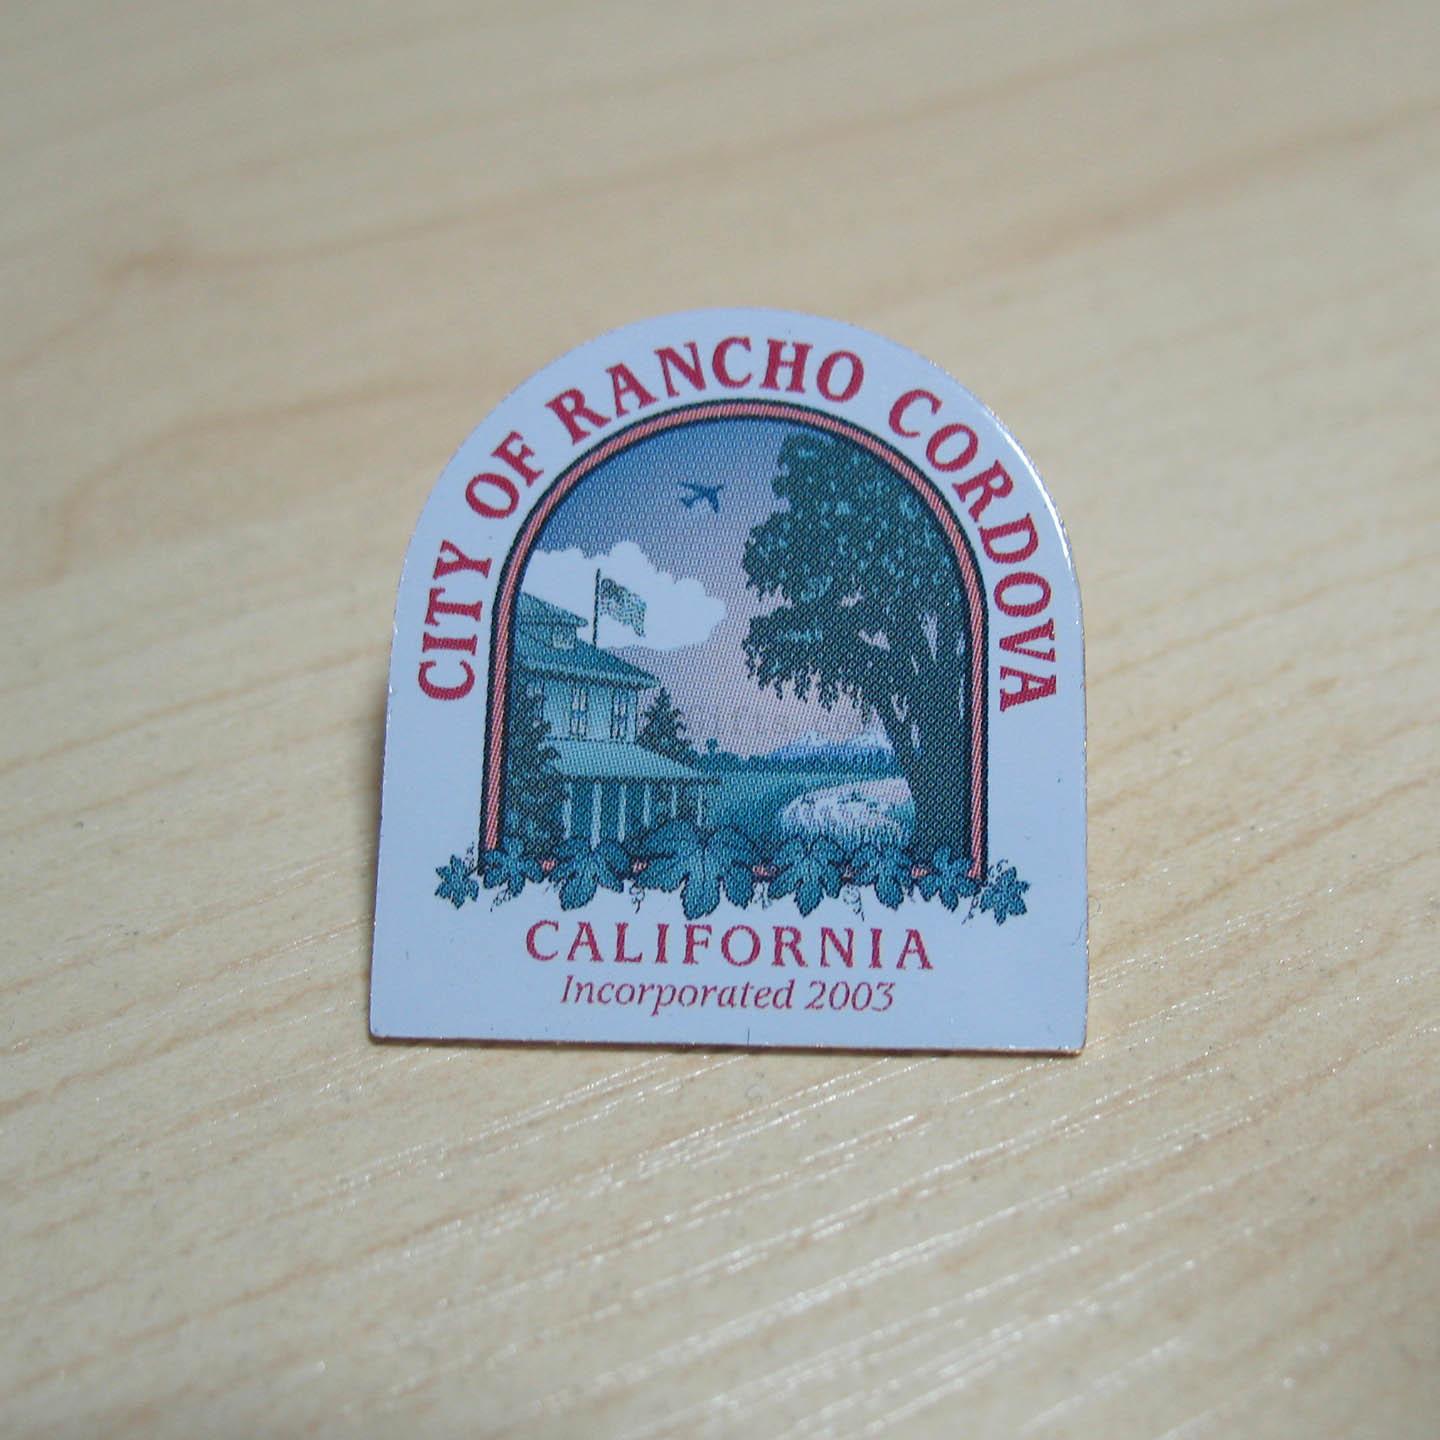 CITY OF RANCHO CORDOVA
CALIFORNIA
Incorporated 2003